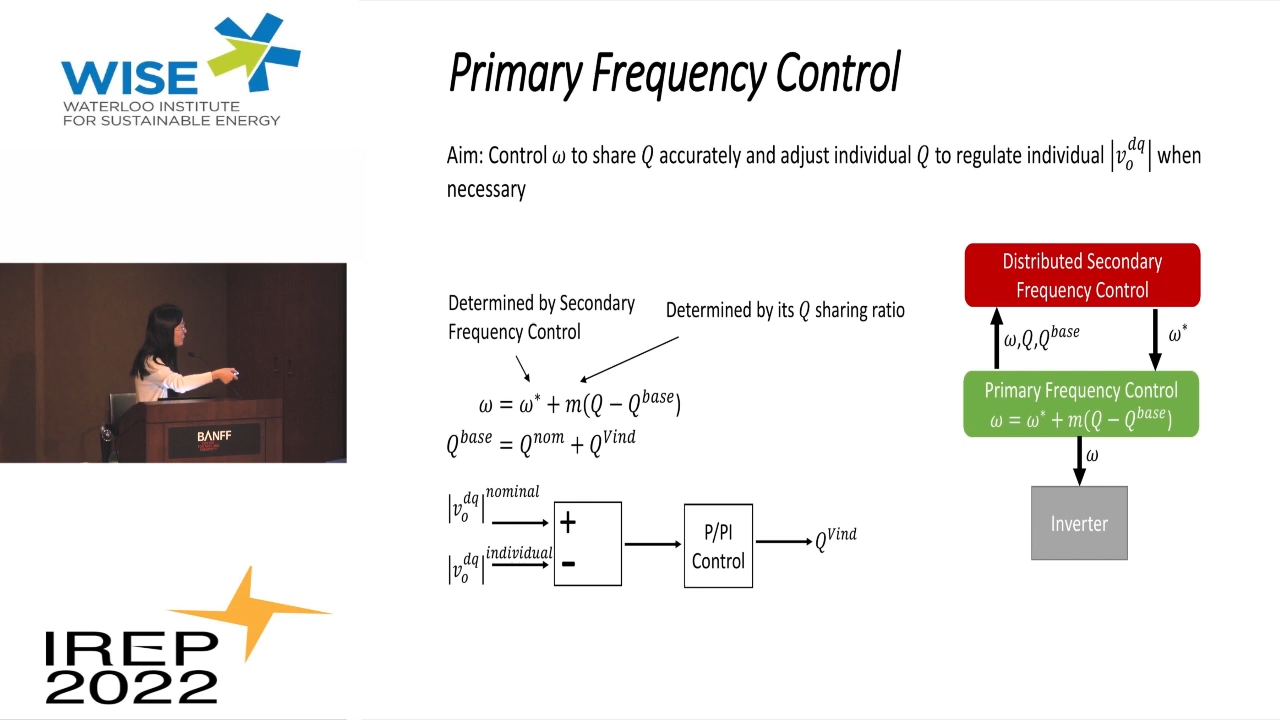 WISE
WATERLOO INSTITUTE
FOR SUSTAINABLE ENERGY
Primary Frequency Control
Aim: Control ω to share Q accurately and adjust individual Q to regulate individual |v_o^{dq}| when
necessary
Determined by Secondary
Frequency Control
Determined by its Q sharing ratio
ω = ω* + m(Q − Q^{base})
Q^{base} = Q^{nom} + Q^{Vind}
|v_o^{dq}|^{nominal}
|v_o^{dq}|^{individual}
+
−
P/PI
Control
Q^{Vind}
Distributed Secondary
Frequency Control
ω,Q,Q^{base}
ω*
Primary Frequency Control
ω = ω* + m(Q − Q^{base})
ω
Inverter
BANFF
IREP
2022